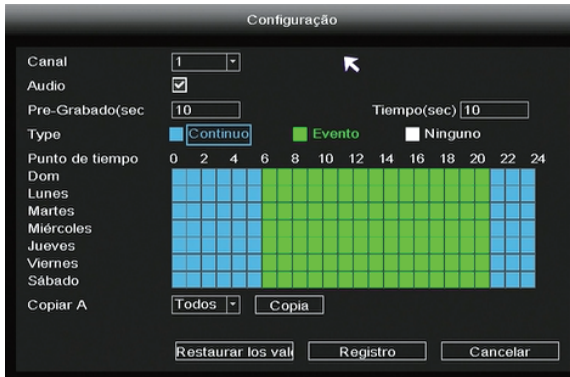 Configuração
Canal 1
Audio
Pre-Grabado(sec 10 Tiempo(sec) 10
Type Continuo Evento Ninguno
Punto de tiempo 0 2 4 6 8 10 12 14 16 18 20 22 24
Dom
Lunes
Martes
Miércoles
Jueves
Viernes
Sábado
Copiar A Todos Copia
Restaurar los val Registro Cancelar